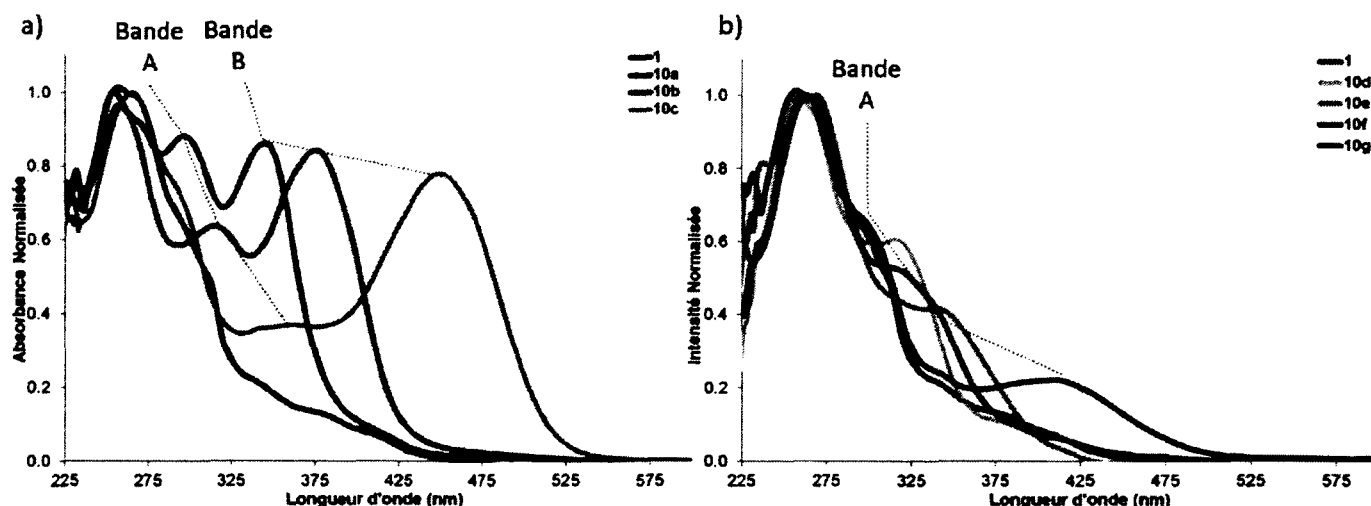 a)
Bande
A
Bande
B
1
10a
10b
10c
1.0
0.8
0.6
0.4
0.2
0.0
Absorbance Normalisée
225
275
325
375
425
475
525
575
Longueur d'onde (nm)
b)
Bande
A
1
10d
10e
10f
10g
1.0
0.8
0.6
0.4
0.2
0.0
Intensité Normalisée
225
275
325
375
425
475
525
575
Longueur d'onde (nm)